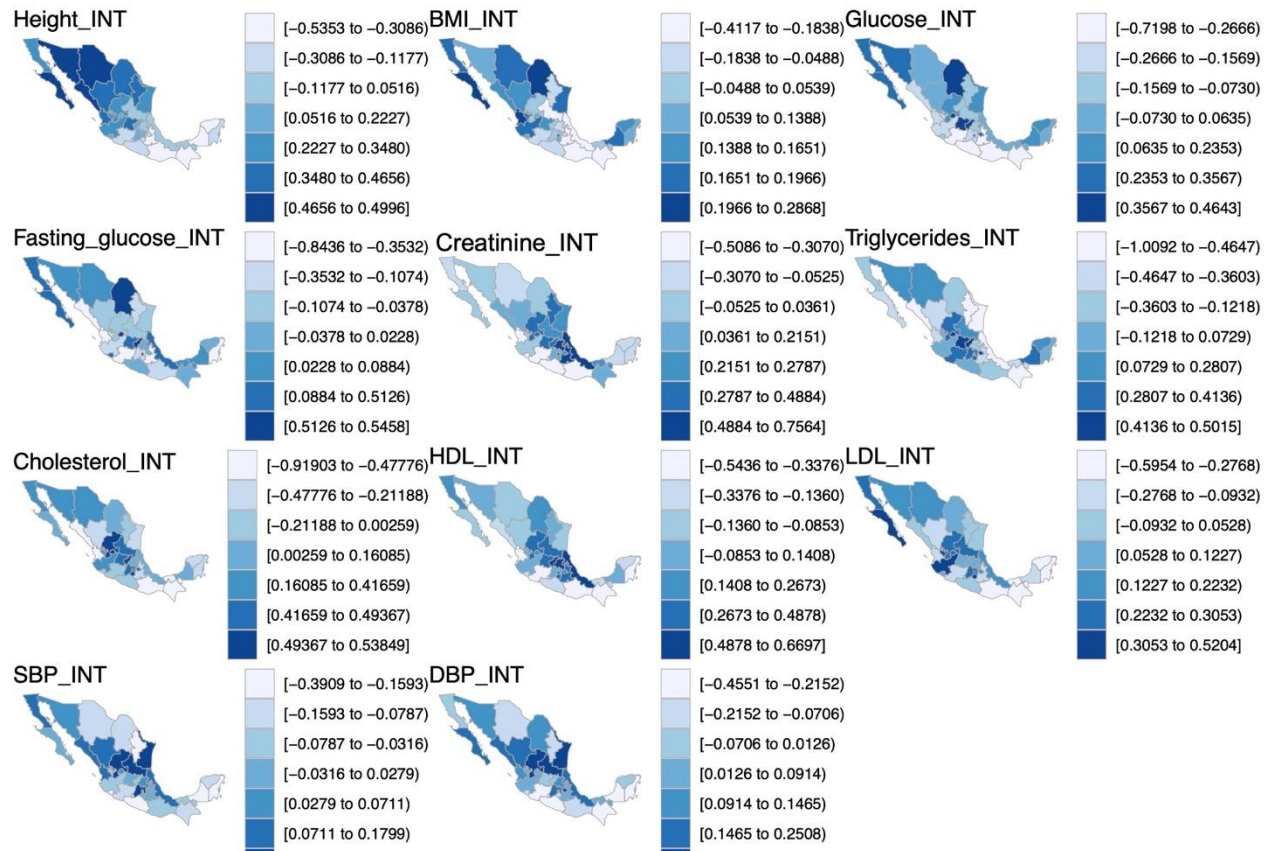 Height_INT
[−0.5353 to −0.3086)
[−0.3086 to −0.1177)
[−0.1177 to 0.0516)
[0.0516 to 0.2227)
[0.2227 to 0.3480)
[0.3480 to 0.4656)
[0.4656 to 0.4996]
BMI_INT
[−0.4117 to −0.1838)
[−0.1838 to −0.0488)
[−0.0488 to 0.0539)
[0.0539 to 0.1388)
[0.1388 to 0.1651)
[0.1651 to 0.1966)
[0.1966 to 0.2868]
Glucose_INT
[−0.7198 to −0.2666)
[−0.2666 to −0.1569)
[−0.1569 to −0.0730)
[−0.0730 to 0.0635)
[0.0635 to 0.2353)
[0.2353 to 0.3567)
[0.3567 to 0.4643]
Fasting_glucose_INT
[−0.8436 to −0.3532)
[−0.3532 to −0.1074)
[−0.1074 to −0.0378)
[−0.0378 to 0.0228)
[0.0228 to 0.0884)
[0.0884 to 0.5126)
[0.5126 to 0.5458]
Creatinine_INT
[−0.5086 to −0.3070)
[−0.3070 to −0.0525)
[−0.0525 to 0.0361)
[0.0361 to 0.2151)
[0.2151 to 0.2787)
[0.2787 to 0.4884)
[0.4884 to 0.7564]
Triglycerides_INT
[−1.0092 to −0.4647)
[−0.4647 to −0.3603)
[−0.3603 to −0.1218)
[−0.1218 to 0.0729)
[0.0729 to 0.2807)
[0.2807 to 0.4136)
[0.4136 to 0.5015]
Cholesterol_INT
[−0.91903 to −0.47776)
[−0.47776 to −0.21188)
[−0.21188 to 0.00259)
[0.00259 to 0.16085)
[0.16085 to 0.41659)
[0.41659 to 0.49367)
[0.49367 to 0.53849]
HDL_INT
[−0.5436 to −0.3376)
[−0.3376 to −0.1360)
[−0.1360 to −0.0853)
[−0.0853 to 0.1408)
[0.1408 to 0.2673)
[0.2673 to 0.4878)
[0.4878 to 0.6697]
LDL_INT
[−0.5954 to −0.2768)
[−0.2768 to −0.0932)
[−0.0932 to 0.0528)
[0.0528 to 0.1227)
[0.1227 to 0.2232)
[0.2232 to 0.3053)
[0.3053 to 0.5204]
SBP_INT
[−0.3909 to −0.1593)
[−0.1593 to −0.0787)
[−0.0787 to −0.0316)
[−0.0316 to 0.0279)
[0.0279 to 0.0711)
[0.0711 to 0.1799)
DBP_INT
[−0.4551 to −0.2152)
[−0.2152 to −0.0706)
[−0.0706 to 0.0126)
[0.0126 to 0.0914)
[0.0914 to 0.1465)
[0.1465 to 0.2508)